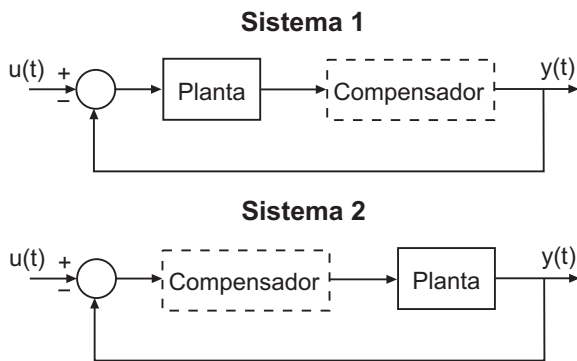 Sistema 1
u(t) + − Planta Compensador y(t)
Sistema 2
u(t) + − Compensador Planta y(t)